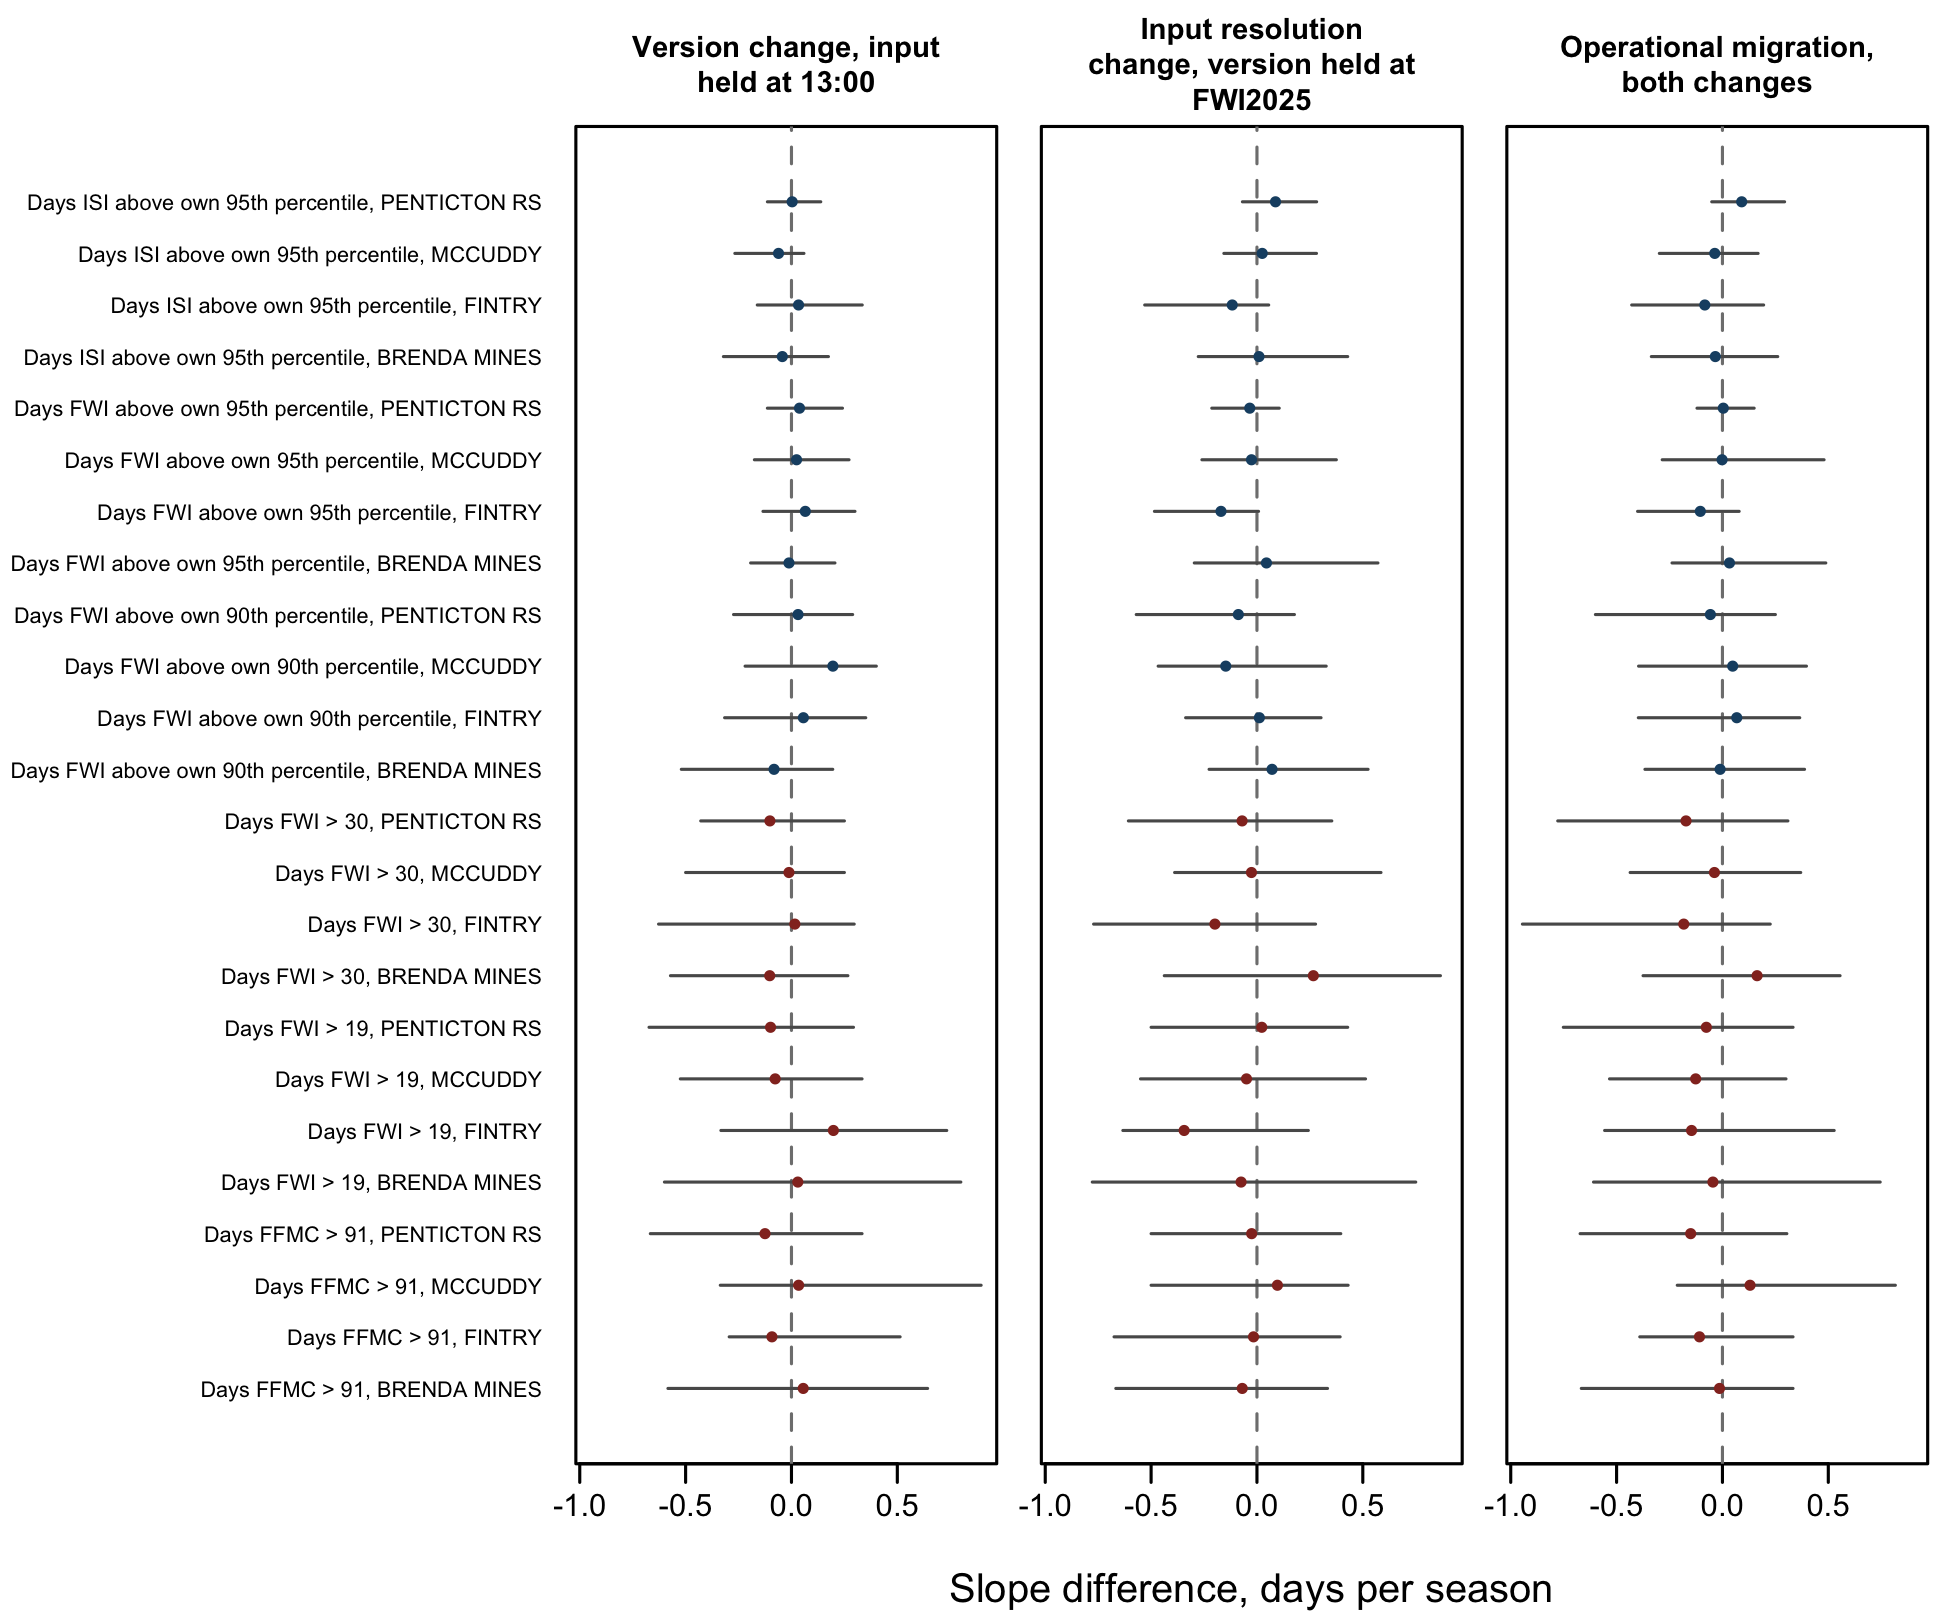 Version change, input
held at 13:00
Input resolution
change, version held at
FWI2025
Operational migration,
both changes
Days ISI above own 95th percentile, PENTICTON RS
Days ISI above own 95th percentile, MCCUDDY
Days ISI above own 95th percentile, FINTRY
Days ISI above own 95th percentile, BRENDA MINES
Days FWI above own 95th percentile, PENTICTON RS
Days FWI above own 95th percentile, MCCUDDY
Days FWI above own 95th percentile, FINTRY
Days FWI above own 95th percentile, BRENDA MINES
Days FWI above own 90th percentile, PENTICTON RS
Days FWI above own 90th percentile, MCCUDDY
Days FWI above own 90th percentile, FINTRY
Days FWI above own 90th percentile, BRENDA MINES
Days FWI > 30, PENTICTON RS
Days FWI > 30, MCCUDDY
Days FWI > 30, FINTRY
Days FWI > 30, BRENDA MINES
Days FWI > 19, PENTICTON RS
Days FWI > 19, MCCUDDY
Days FWI > 19, FINTRY
Days FWI > 19, BRENDA MINES
Days FFMC > 91, PENTICTON RS
Days FFMC > 91, MCCUDDY
Days FFMC > 91, FINTRY
Days FFMC > 91, BRENDA MINES
-1.0 -0.5 0.0 0.5
-1.0 -0.5 0.0 0.5
-1.0 -0.5 0.0 0.5
Slope difference, days per season